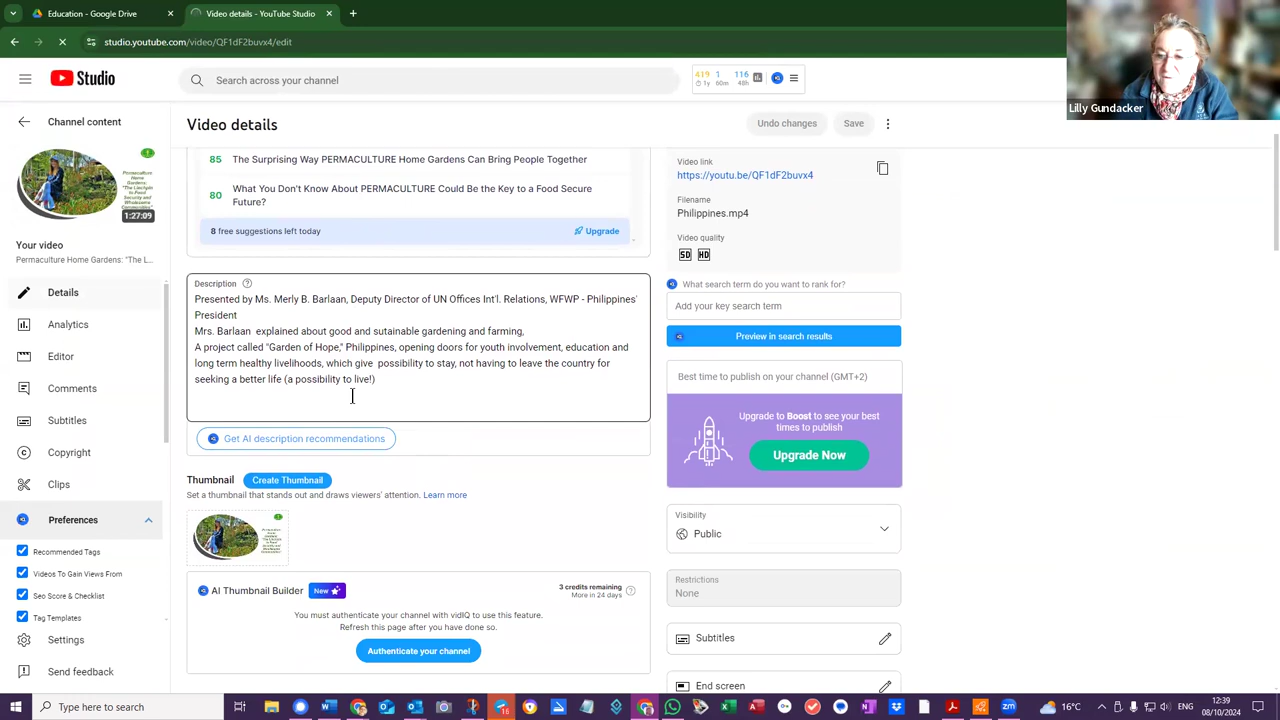 Education - Google Drive
Video details - YouTube Studio
studio.youtube.com/video/QF1dF2buvx4/edit
Studio
Search across your channel
419 1 116
1y 60m 48h
Lilly Gundacker
Channel content
Video details
Undo changes
Save
1:27:09
Your video
Permaculture Home Gardens: "The L...
Details
Analytics
Editor
Comments
Subtitles
Copyright
Clips
Preferences
Recommended Tags
Videos To Gain Views From
Seo Score & Checklist
Tag Templates
Settings
Send feedback
85 The Surprising Way PERMACULTURE Home Gardens Can Bring People Together
80 What You Don't Know About PERMACULTURE Could Be the Key to a Food Secure
Future?
8 free suggestions left today
Upgrade
Description
Presented by Ms. Merly B. Barlaan, Deputy Director of UN Offices Int'l. Relations, WFWP - Philippines'
President
Mrs. Barlaan  explained about good and sutainable gardening and farming,
A project called "Garden of Hope," Philippines, opening doors for youth involvement, education and
long term healthy livelihoods, which give  possibility to stay, not having to leave the country for
seeking a better life (a possibility to live!)
Get AI description recommendations
Thumbnail
Create Thumbnail
Set a thumbnail that stands out and draws viewers' attention. Learn more
AI Thumbnail Builder
New
3 credits remaining
More in 24 days
You must authenticate your channel with vidIQ to use this feature.
Refresh this page after you have done so.
Authenticate your channel
Video link
https://youtu.be/QF1dF2buvx4
Filename
Philippines.mp4
Video quality
SD HD
What search term do you want to rank for?
Add your key search term
Preview in search results
Best time to publish on your channel (GMT+2)
Upgrade to Boost to see your best
times to publish
Upgrade Now
Visibility
Public
Restrictions
None
Subtitles
End screen
Type here to search
16°C
12:39
08/10/2024